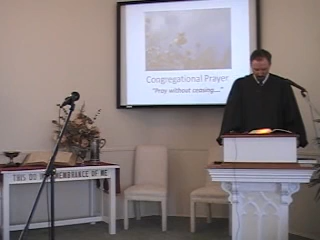 Congregational Prayer
"Pray without ceasing..."
THIS DO IN REMEMBRANCE OF ME